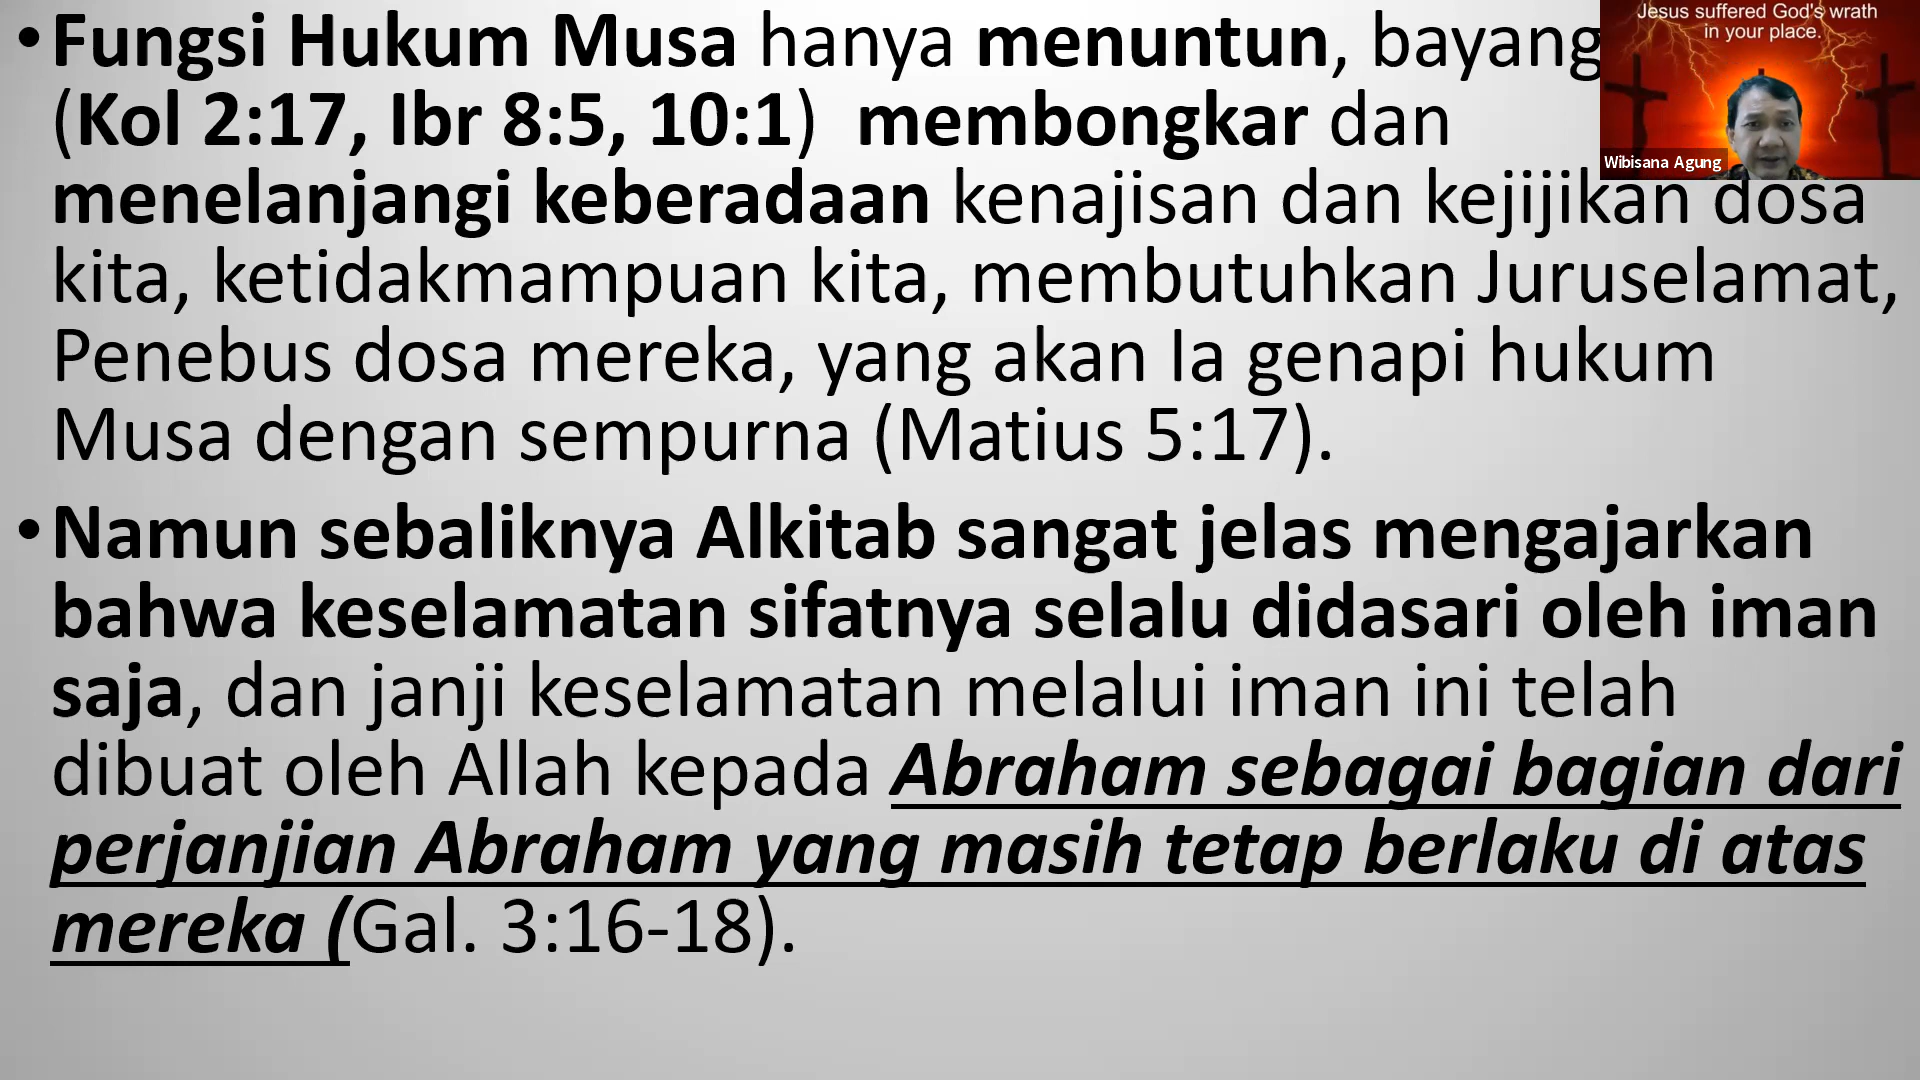 •Fungsi Hukum Musa hanya menuntun, bayang
(Kol 2:17, Ibr 8:5, 10:1)  membongkar dan
menelanjangi keberadaan kenajisan dan kejijikan dosa
kita, ketidakmampuan kita, membutuhkan Juruselamat,
Penebus dosa mereka, yang akan Ia genapi hukum
Musa dengan sempurna (Matius 5:17).
•Namun sebaliknya Alkitab sangat jelas mengajarkan
bahwa keselamatan sifatnya selalu didasari oleh iman
saja, dan janji keselamatan melalui iman ini telah
dibuat oleh Allah kepada Abraham sebagai bagian dari
perjanjian Abraham yang masih tetap berlaku di atas
mereka (Gal. 3:16-18).
Jesus suffered God's wrath
in your place.
Wibisana Agung